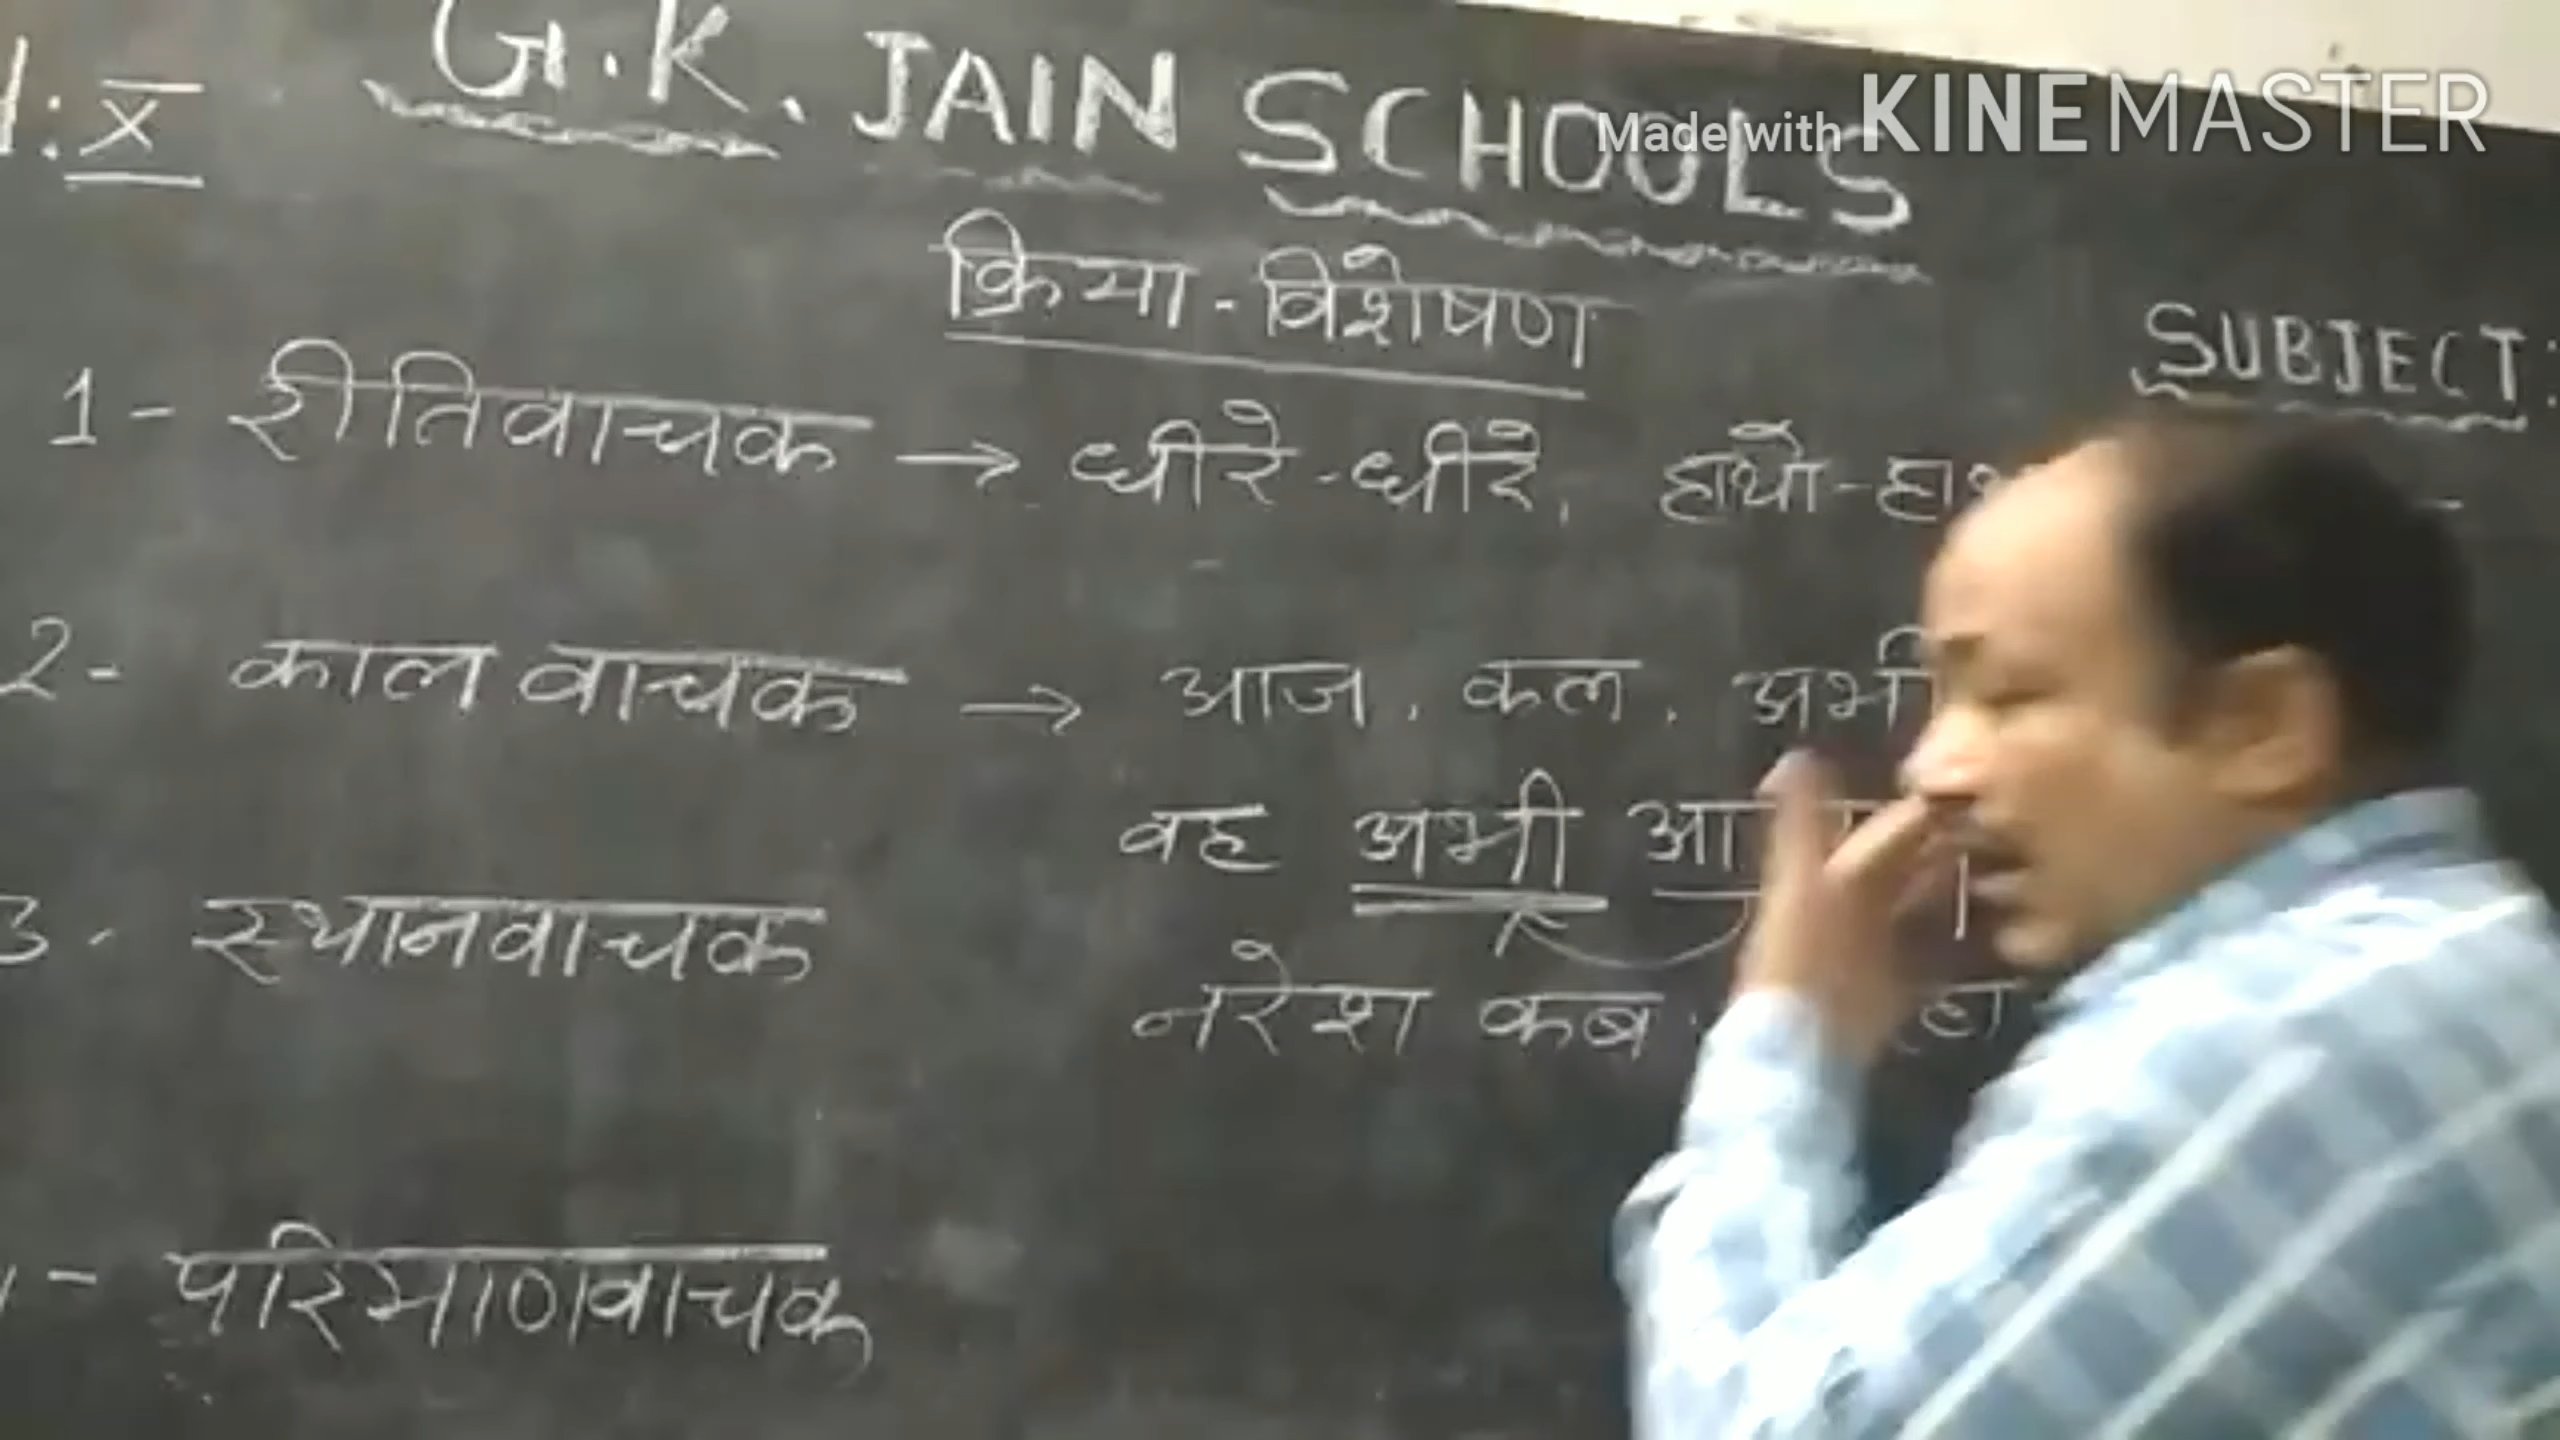 G.K. JAIN SCHOOLS
Made with KINEMASTER
: X
क्रिया-विशेषण
SUBJECT:
1- रीतिवाचक → धीरे-धीरे, हाथो-
2- काल वाचक → आज, कल, अभी
वह अभी
3- स्थानवाचक
नरेश कब
- परिमाणवाचक